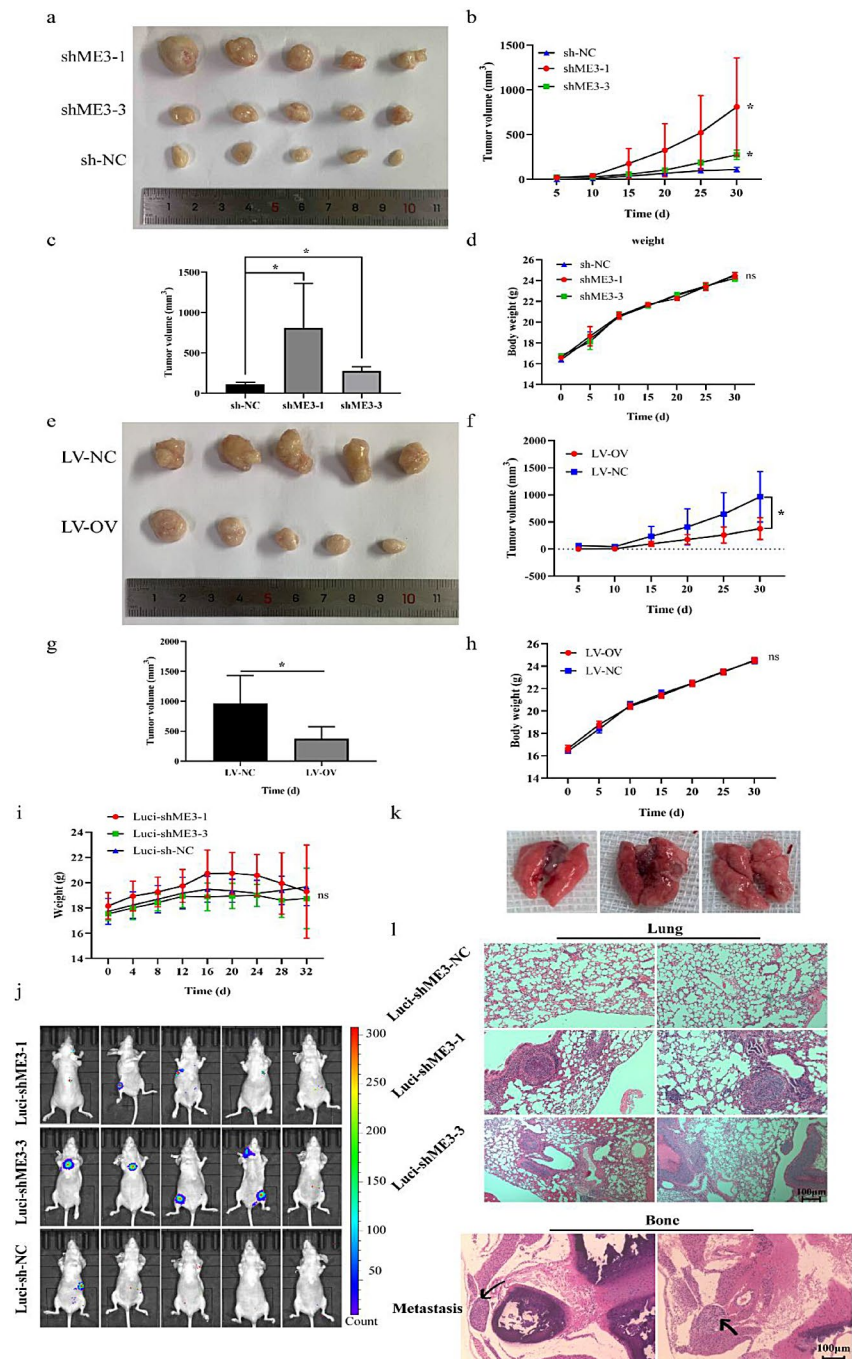 a
shME3-1
shME3-3
sh-NC
1 2 3 4 5 6 7 8 9 10 11
b
sh-NC
shME3-1
shME3-3
Tumor volume (mm3)
1500
1000
500
0
*
*
5 10 15 20 25 30
Time (d)
c
*
*
Tumor volume (mm3)
1500
1000
500
0
sh-NC shME3-1 shME3-3
d
weight
sh-NC
shME3-1
shME3-3
Body weight (g)
26
24
22
20
18
16
14
ns
0 5 10 15 20 25 30
Time (d)
e
LV-NC
LV-OV
1 2 3 4 5 6 7 8 9 10 11
f
LV-OV
LV-NC
Tumor volume (mm3)
2000
1500
1000
500
0
-500
*
5 10 15 20 25 30
Time (d)
g
*
Tumor volume (mm3)
2000
1500
1000
500
0
LV-NC LV-OV
Time (d)
h
LV-OV
LV-NC
Body weight (g)
26
24
22
20
18
16
14
ns
0 5 10 15 20 25 30
Time (d)
i
Luci-shME3-1
Luci-shME3-3
Luci-sh-NC
Weight (g)
24
23
22
21
20
19
18
17
16
15
14
ns
0 4 8 12 16 20 24 28 32
Time (d)
j
Luci-shME3-1
Luci-shME3-3
Luci-sh-NC
300
250
200
150
100
50
Count
k
l
Lung
Luci-shME3-NC
Luci-shME3-1
Luci-shME3-3
100μm
Bone
Metastasis
100μm